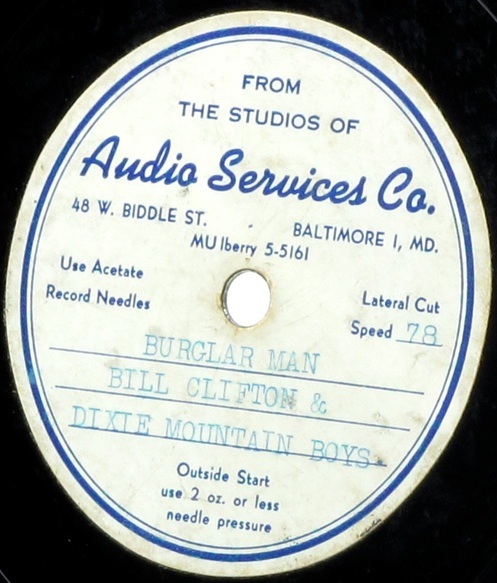 FROM
THE STUDIOS OF
Audio Services Co.
48 W. BIDDLE ST. BALTIMORE 1, MD.
MUlberry 5-5161
Use Acetate
Record Needles
Lateral Cut
Speed 78
BURGLAR MAN
BILL CLIFTON &
DIXIE MOUNTAIN BOYS.
Outside Start
use 2 oz. or less
needle pressure